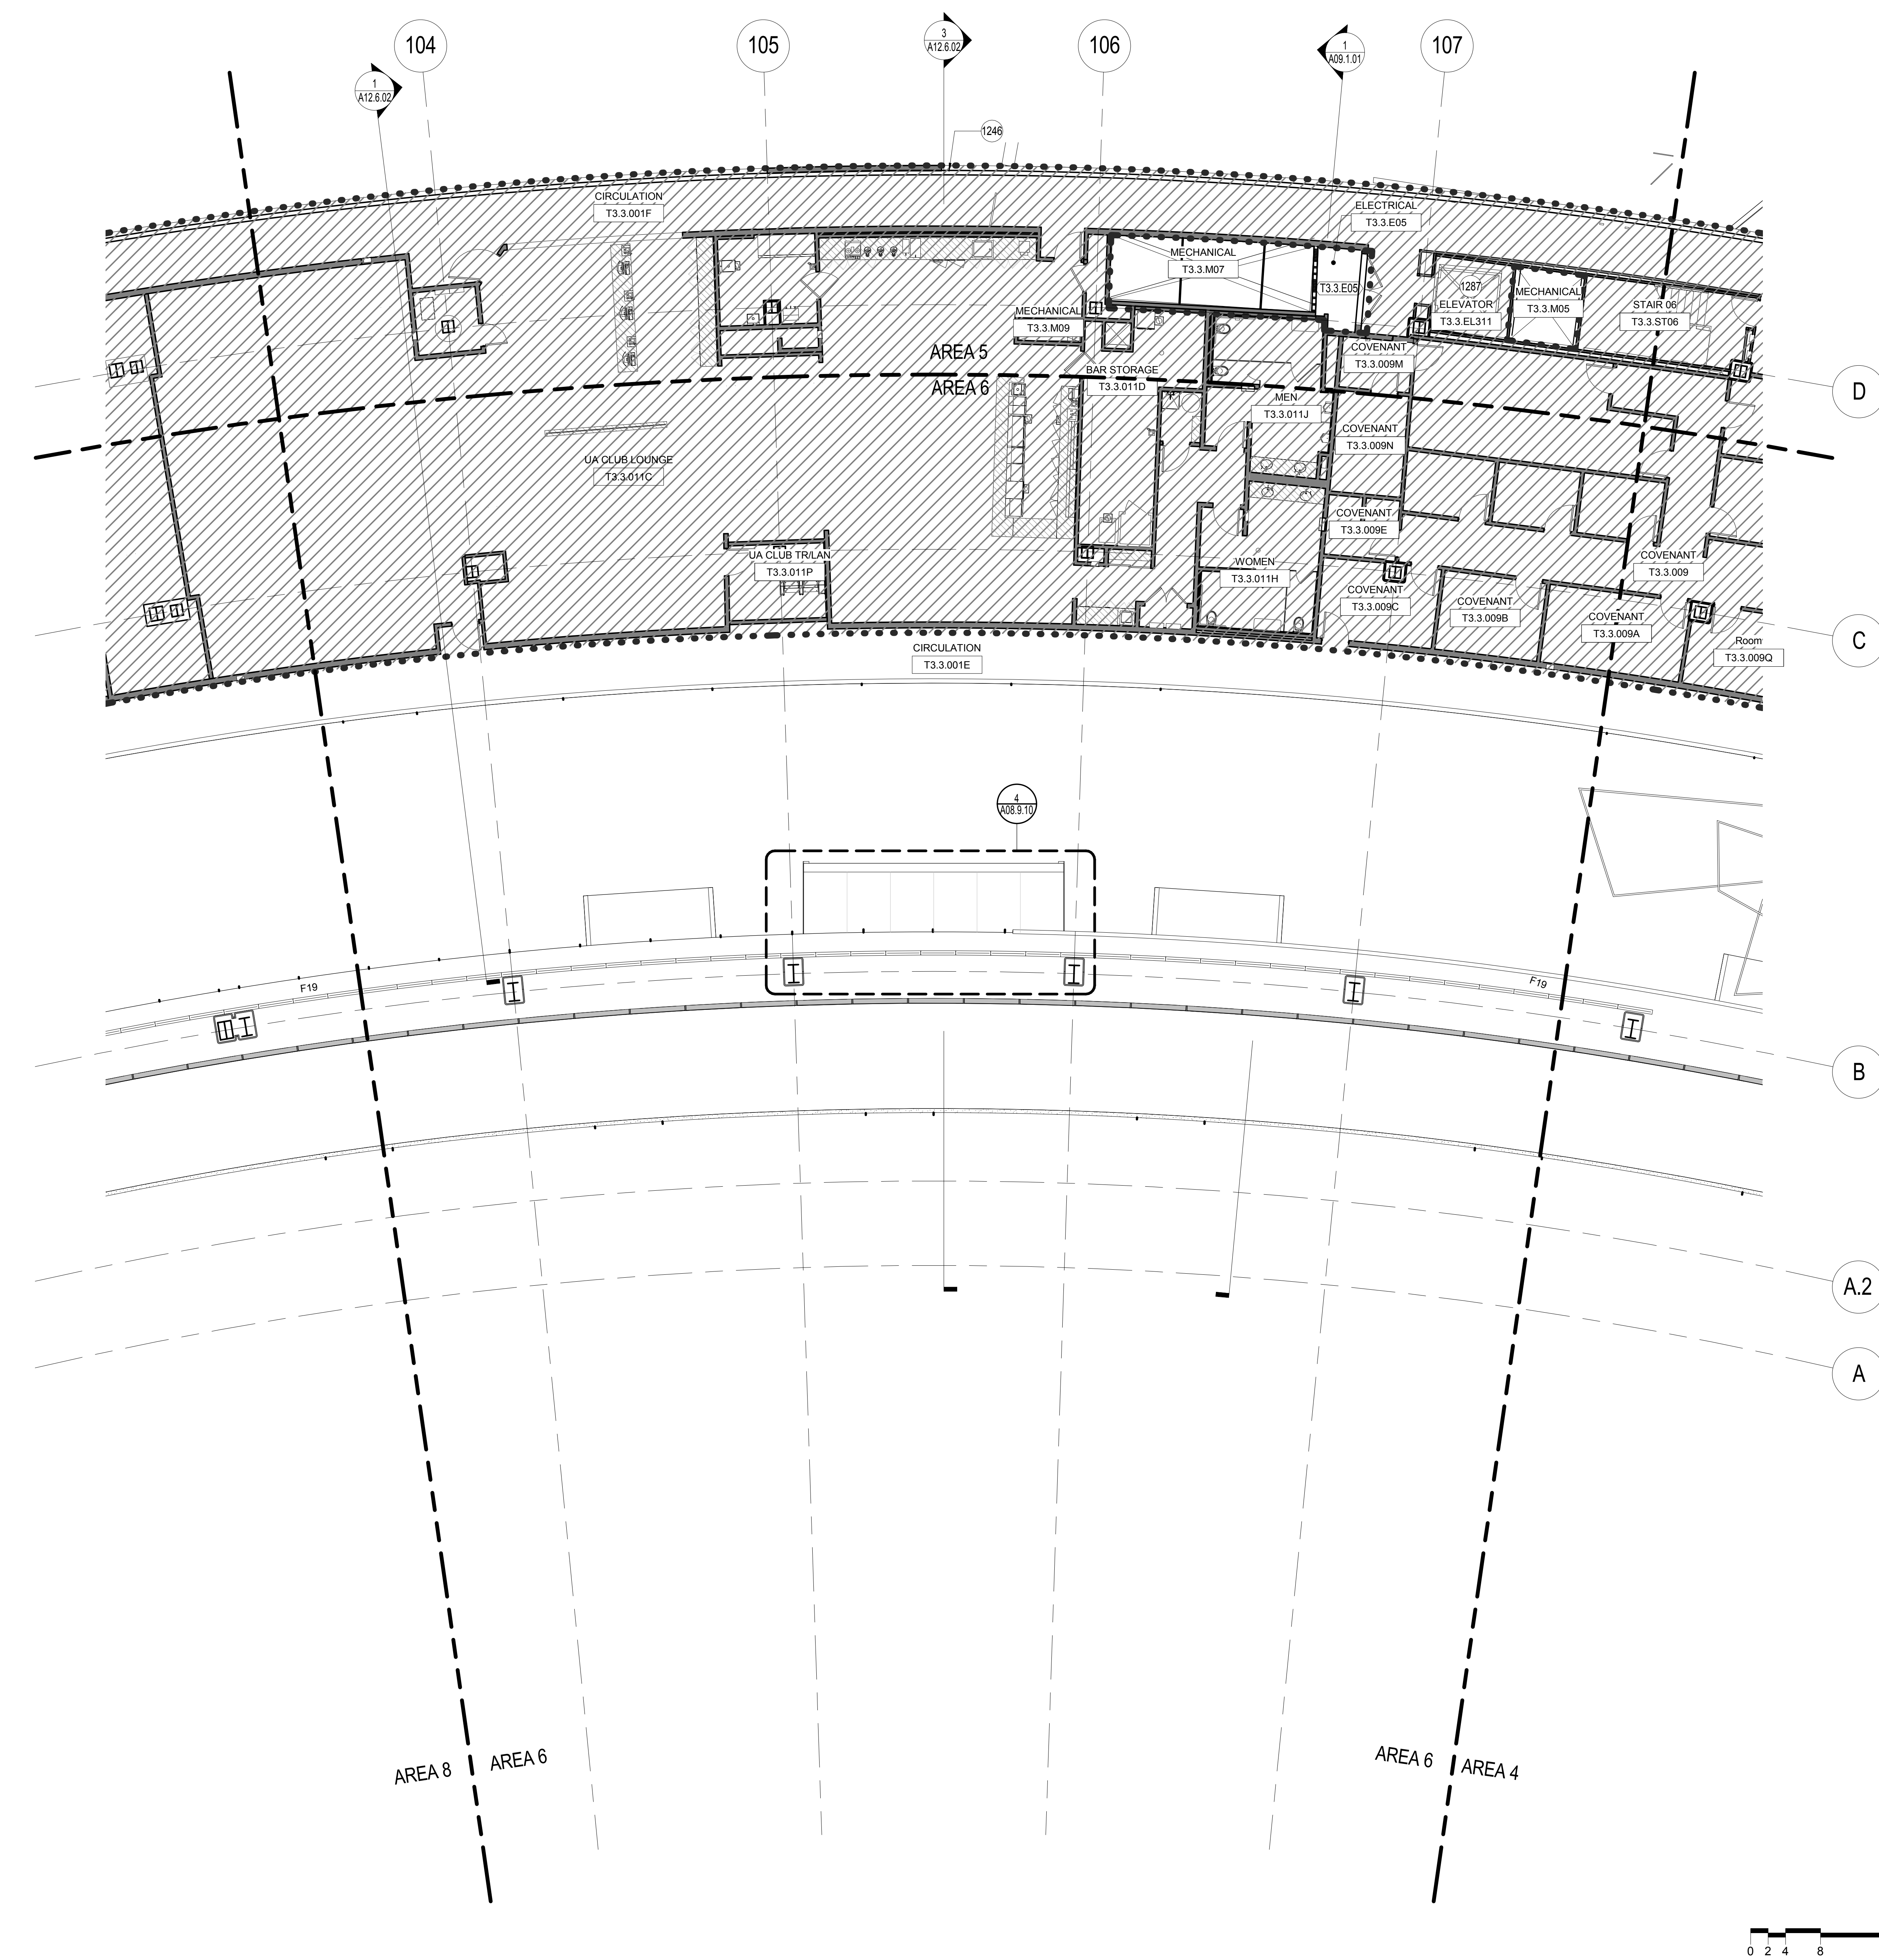 104
105
3
A12.6.02
106
1
A09.1.01
107
1
A12.6.02
1246
CIRCULATION
T3.3.001F
ELECTRICAL
T3.3.E05
MECHANICAL
T3.3.M07
T3.3.E05
1287
ELEVATOR
T3.3.EL311
MECHANICAL
T3.3.M05
STAIR 06
T3.3.ST06
MECHANICAL
T3.3.M09
AREA 5
AREA 6
BAR STORAGE
T3.3.011D
COVENANT
T3.3.009M
D
MEN
T3.3.011J
COVENANT
T3.3.009N
UA CLUB LOUNGE
T3.3.011C
COVENANT
T3.3.009E
UA CLUB TR/LAN
T3.3.011P
WOMEN
T3.3.011H
COVENANT
T3.3.009
COVENANT
T3.3.009C
COVENANT
T3.3.009B
COVENANT
T3.3.009A
Room
T3.3.009Q
C
CIRCULATION
T3.3.001E
4
A08.9.10
F19
F19
B
A.2
A
AREA 8
AREA 6
AREA 6
AREA 4
0 2 4 8